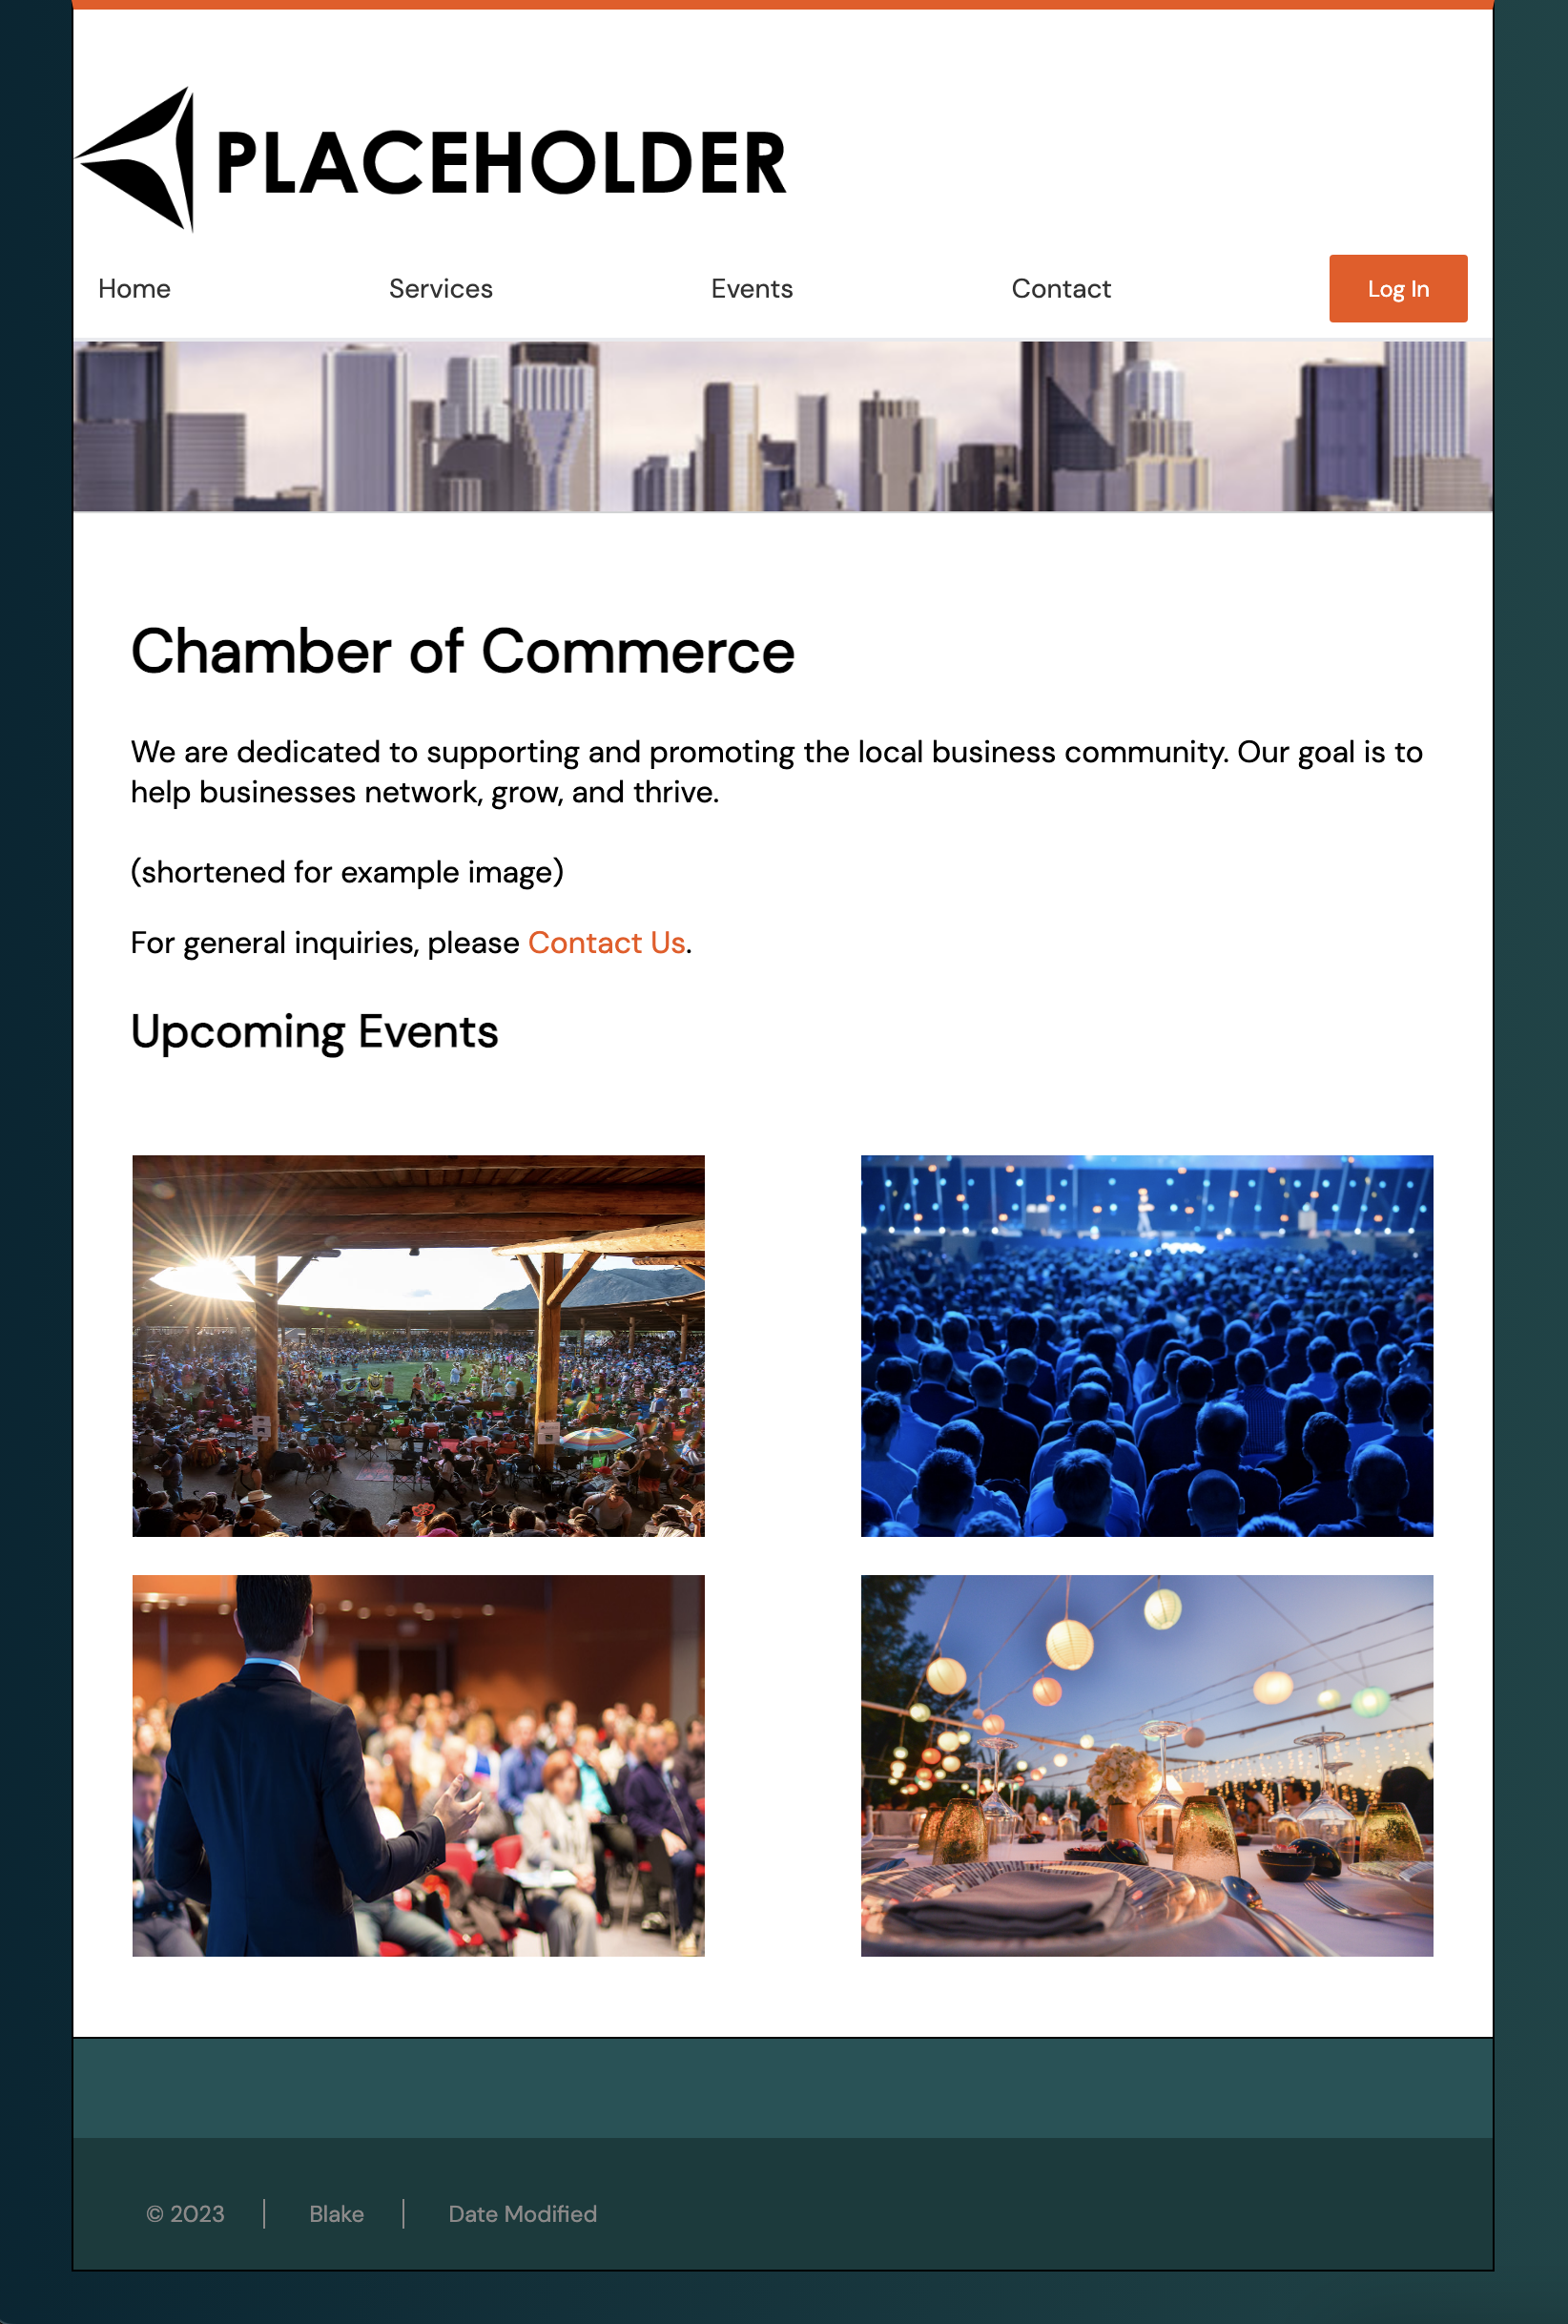 PLACEHOLDER
Home Services Events Contact Log In
Chamber of Commerce
We are dedicated to supporting and promoting the local business community. Our goal is to
help businesses network, grow, and thrive.
(shortened for example image)
For general inquiries, please Contact Us.
Upcoming Events
© 2023 | Blake | Date Modified